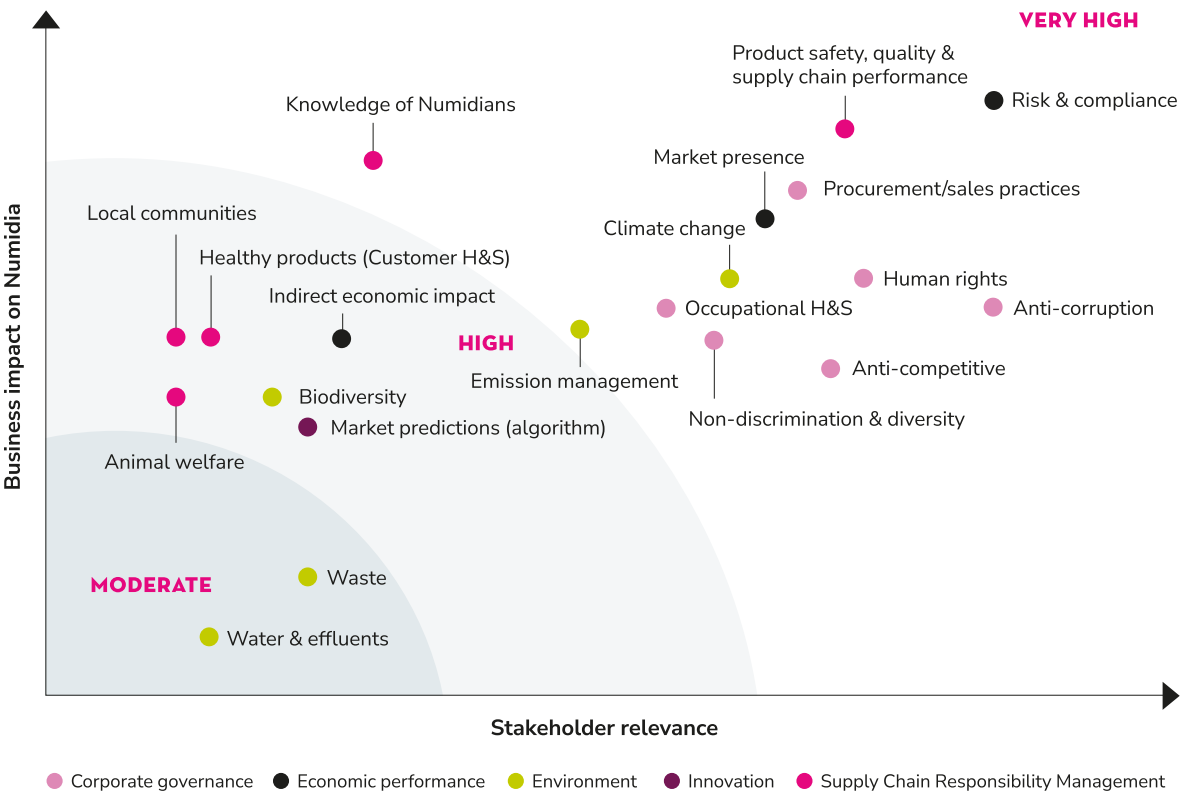 VERY HIGH
Product safety, quality &
supply chain performance
Risk & compliance
Knowledge of Numidians
Market presence
Procurement/sales practices
Local communities
Climate change
Healthy products (Customer H&S)
Human rights
Indirect economic impact
Occupational H&S
Anti-corruption
HIGH
Anti-competitive
Emission management
Biodiversity
Non-discrimination & diversity
Market predictions (algorithm)
Animal welfare
Business impact on Numidia
Waste
MODERATE
Water & effluents
Stakeholder relevance
Corporate governance
Economic performance
Environment
Innovation
Supply Chain Responsibility Management